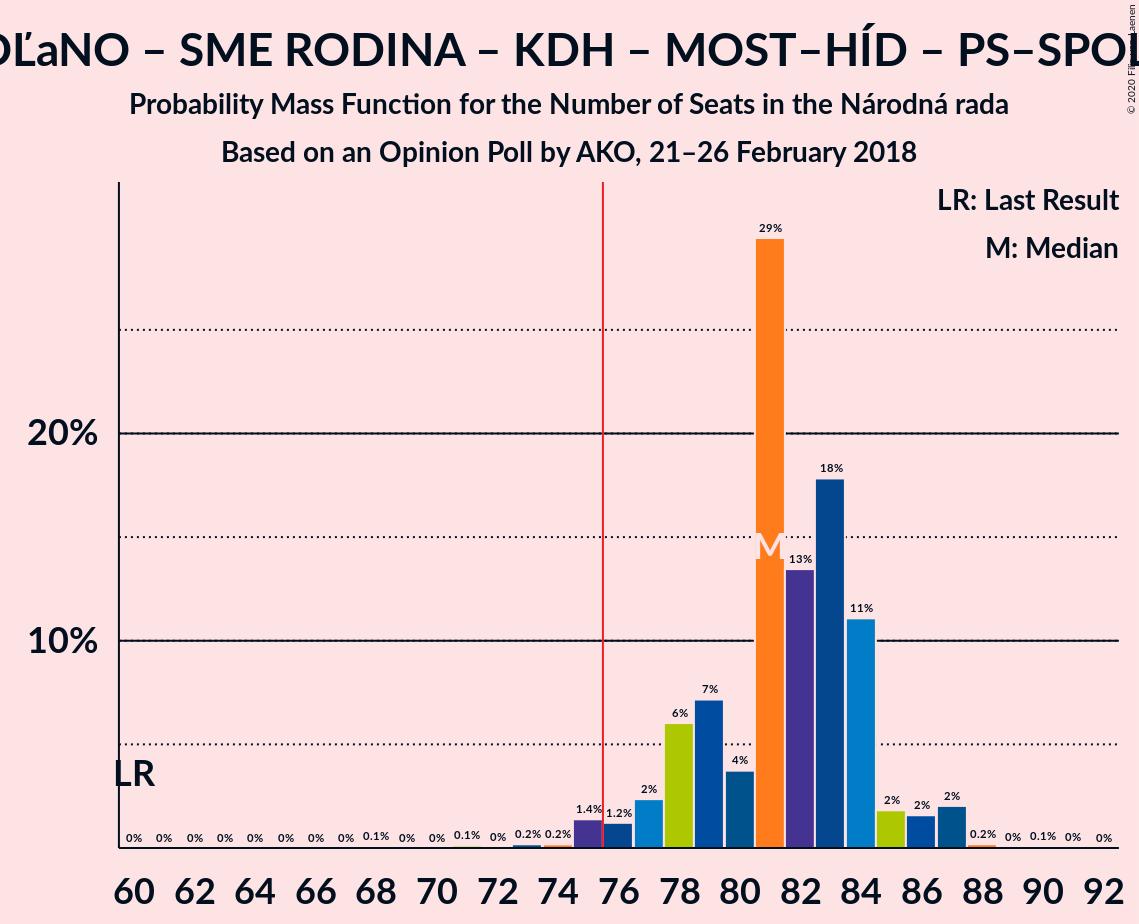 OĽaNO – SME RODINA – KDH – MOST–HÍD – PS–SPOL
Probability Mass Function for the Number of Seats in the Národná rada
Based on an Opinion Poll by AKO, 21–26 February 2018
LR: Last Result
M: Median
29%
20%
18%
M
13%
11%
10%
7%
6%
4%
LR
2%
2%
2%
2%
1.4%
1.2%
0% 0% 0% 0% 0% 0% 0% 0% 0.1% 0% 0% 0.1% 0% 0.2% 0.2% 0.2% 0% 0.1% 0% 0%
60 62 64 66 68 70 72 74 76 78 80 82 84 86 88 90 92